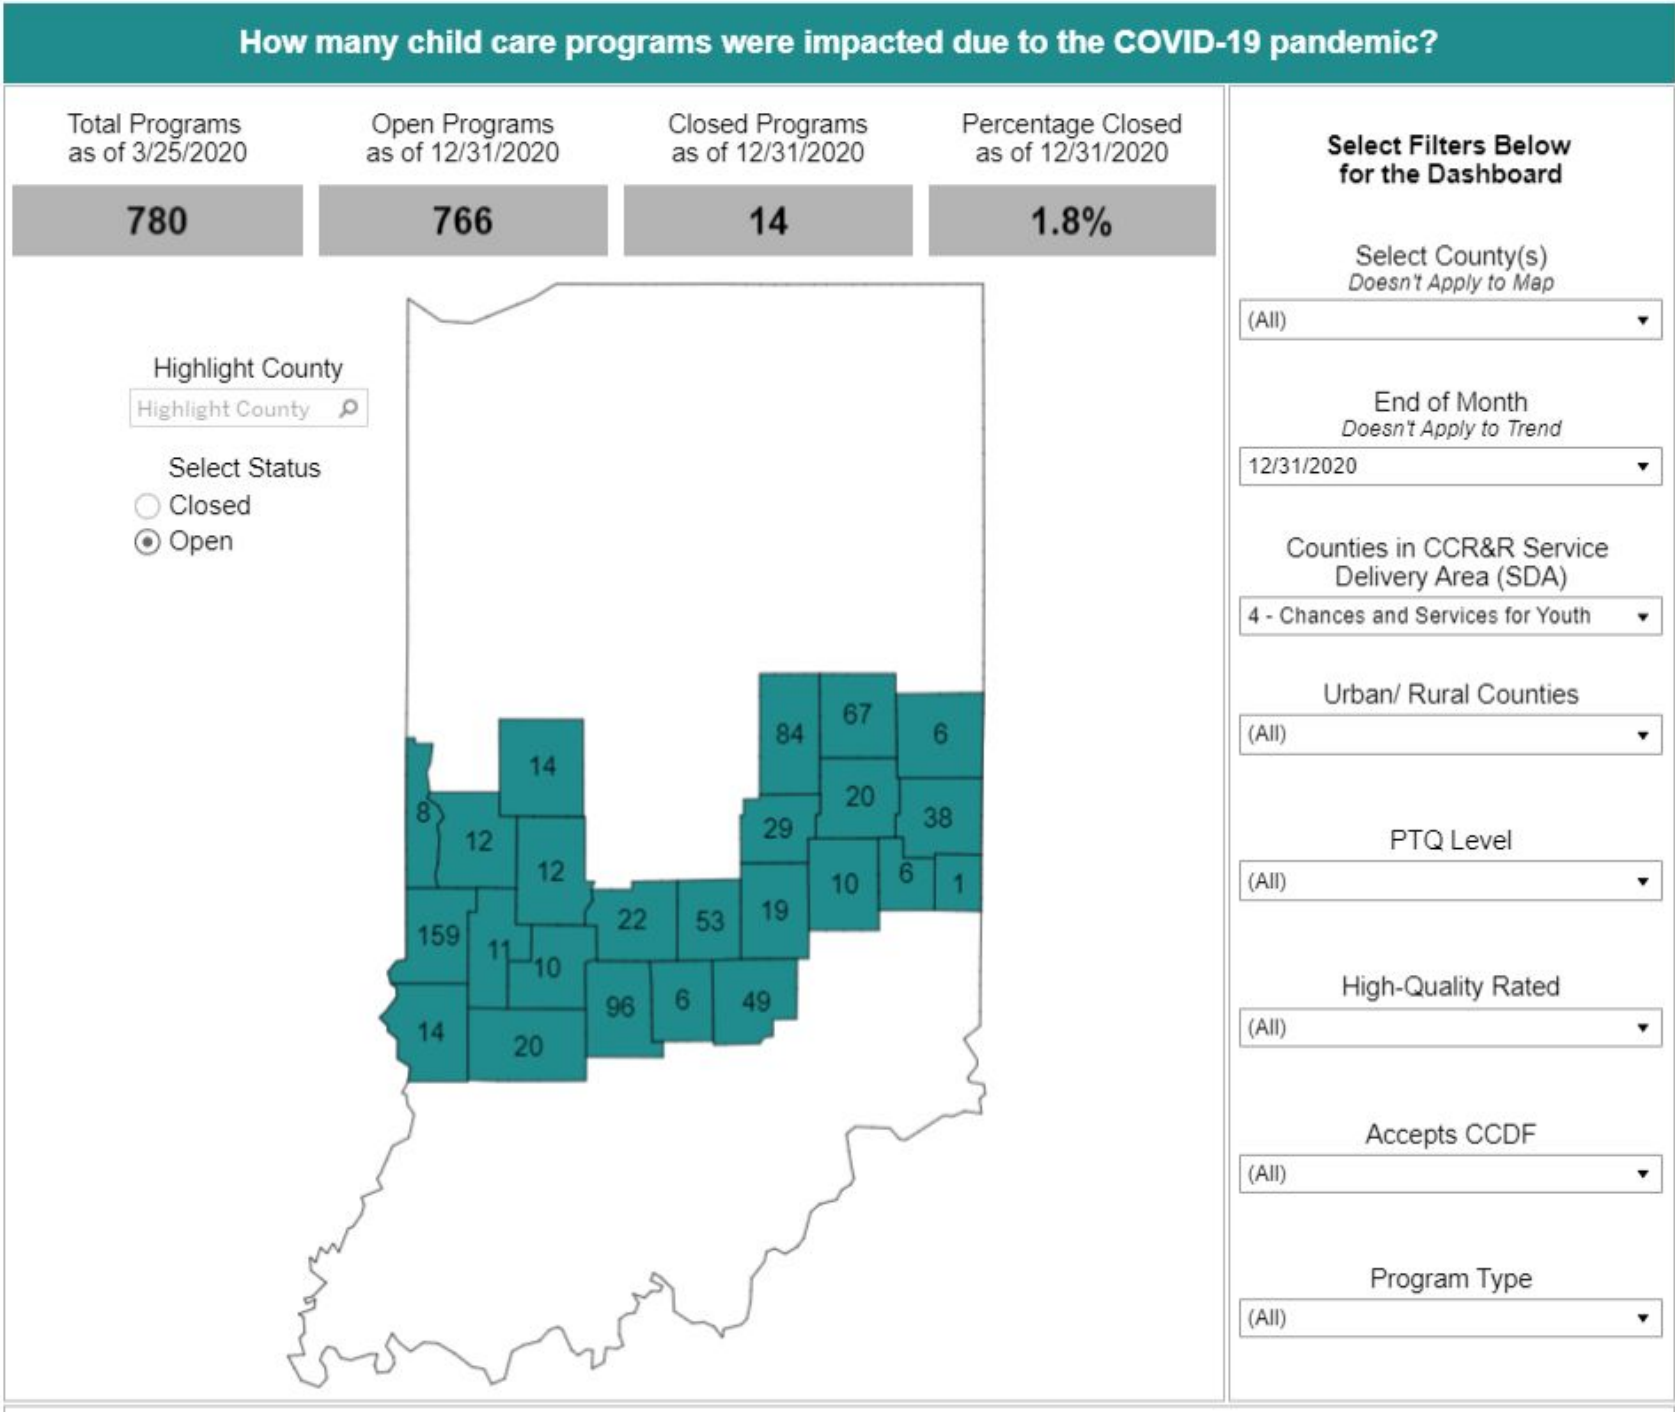 How many child care programs were impacted due to the COVID-19 pandemic?
Total Programs
as of 3/25/2020
780
Open Programs
as of 12/31/2020
766
Closed Programs
as of 12/31/2020
14
Percentage Closed
as of 12/31/2020
1.8%
Highlight County
Highlight County
Select Status
Closed
Open
84
67
6
14
20
38
8
29
12
12
10
6
1
22
53
19
159
11
10
96
6
49
14
20
Select Filters Below
for the Dashboard
Select County(s)
Doesn't Apply to Map
(All)
End of Month
Doesn't Apply to Trend
12/31/2020
Counties in CCR&R Service
Delivery Area (SDA)
4 - Chances and Services for Youth
Urban/ Rural Counties
(All)
PTQ Level
(All)
High-Quality Rated
(All)
Accepts CCDF
(All)
Program Type
(All)